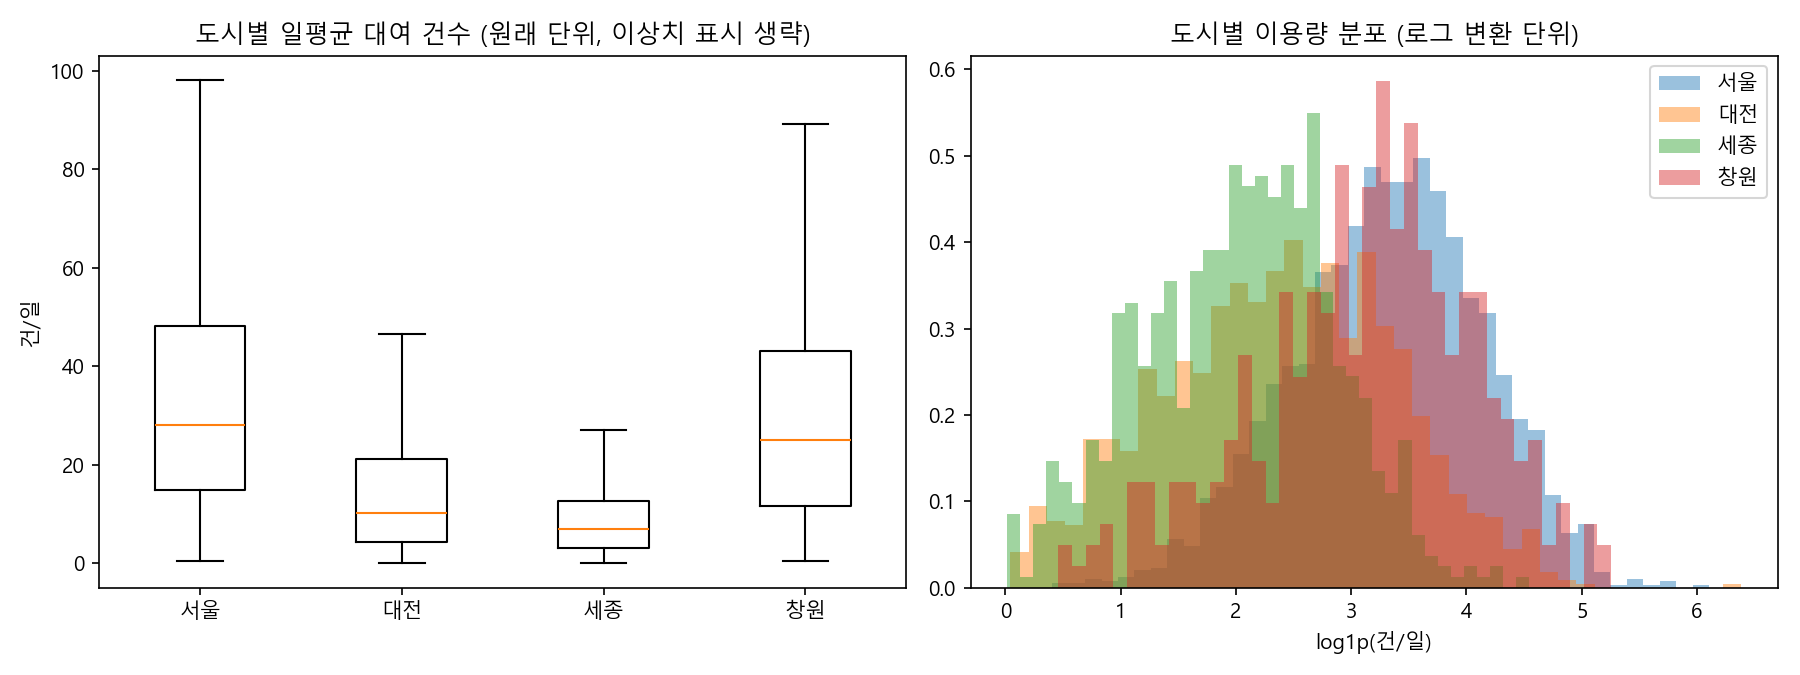 도시별 일평균 대여 건수 (원래 단위, 이상치 표시 생략)
건/일
100
80
60
40
20
0
서울
대전
세종
창원
도시별 이용량 분포 (로그 변환 단위)
0.6
0.5
0.4
0.3
0.2
0.1
0.0
서울
대전
세종
창원
0
1
2
3
4
5
6
log1p(건/일)